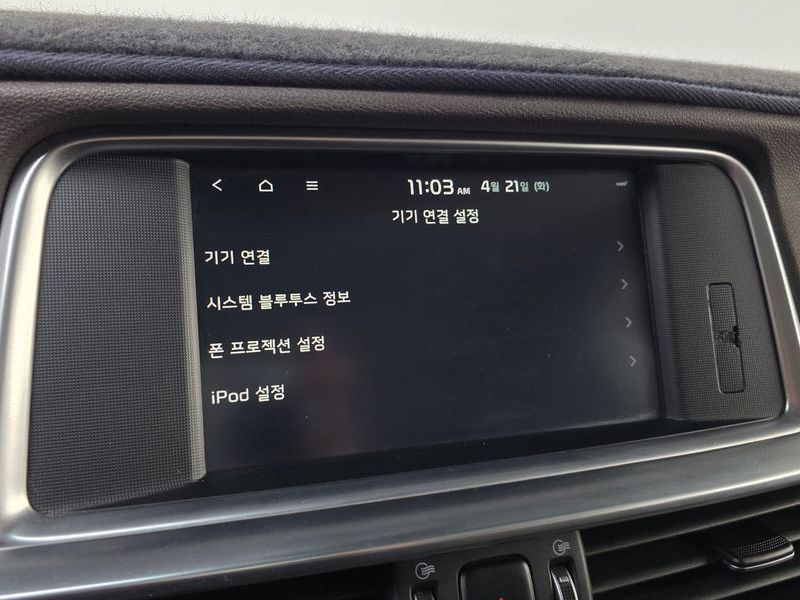 11:03 AM 4월 21일 (화)
기기 연결 설정
기기 연결
시스템 블루투스 정보
폰 프로젝션 설정
iPod 설정